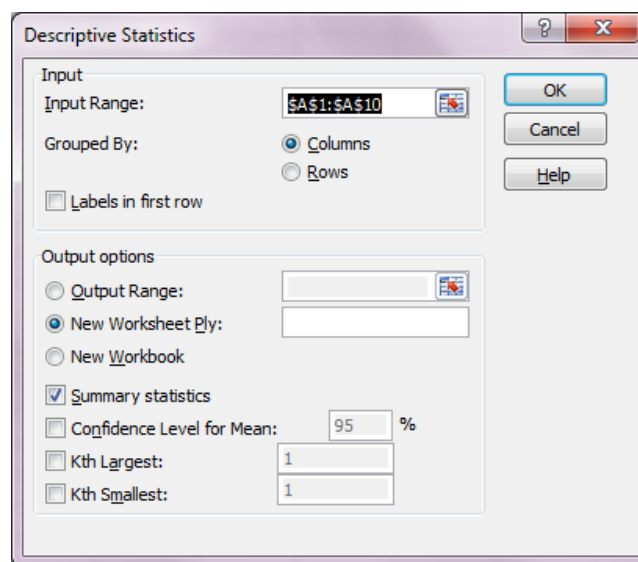 Descriptive Statistics
?
X
Input
Input Range: $A$1:$A$10
OK
Grouped By: Columns
Cancel
Rows
Help
Labels in first row
Output options
Output Range:
New Worksheet Ply:
New Workbook
Summary statistics
Confidence Level for Mean: 95 %
Kth Largest: 1
Kth Smallest: 1